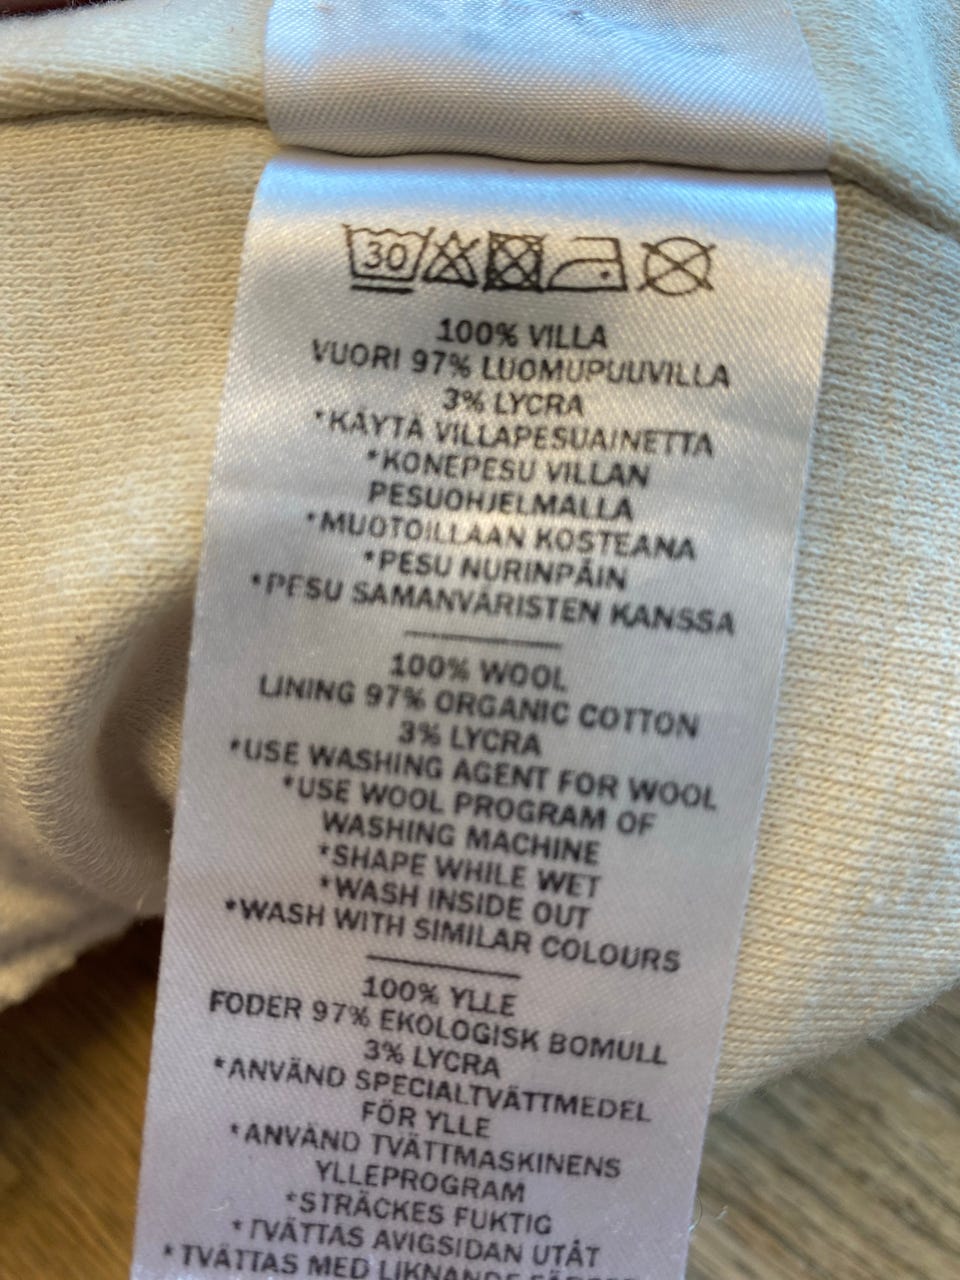 30
100% VILLA
VUORI 97% LUOMUPUUVILLA
3% LYCRA
*KÄYTÄ VILLAPESUAINETTA
*KONEPESU VILLAN
PESUOHJELMALLA
*MUOTOILLAAN KOSTEANA
*PESU NURINPÄIN
*PESU SAMANVÄRISTEN KANSSA
100% WOOL
LINING 97% ORGANIC COTTON
3% LYCRA
*USE WASHING AGENT FOR WOOL
*USE WOOL PROGRAM OF
WASHING MACHINE
*SHAPE WHILE WET
*WASH INSIDE OUT
*WASH WITH SIMILAR COLOURS
100% YLLE
FODER 97% EKOLOGISK BOMULL
3% LYCRA
*ANVÄND SPECIALTVÄTTMEDEL
FÖR YLLE
*ANVÄND TVÄTTMASKINENS
YLLEPROGRAM
*STRÄCKES FUKTIG
*TVÄTTAS AVIGSIDAN UTÅT
*TVÄTTAS MED LIKNANDE